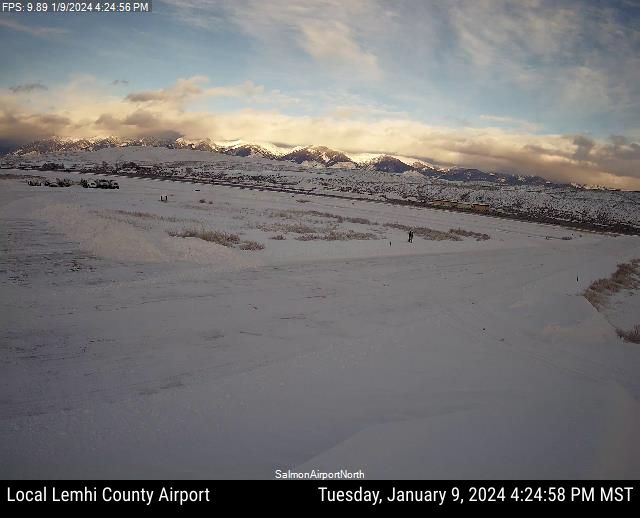 FPS: 9.89 1/9/2024 4:24:56 PM
SalmonAirportNorth
Local Lemhi County Airport Tuesday, January 9, 2024 4:24:58 PM MST